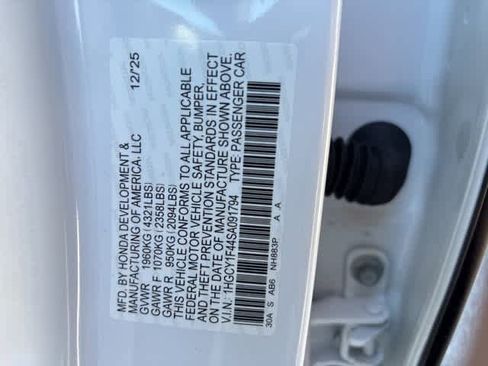 12/25
MFD. BY HONDA DEVELOPMENT &
MANUFACTURING OF AMERICA, LLC
GVWR 1960KG(4321LBS)
GAWR F 1070KG(2358LBS)
GAWR R 950KG(2094LBS)
THIS VEHICLE CONFORMS TO ALL APPLICABLE
FEDERAL MOTOR VEHICLE SAFETY, BUMPER,
AND THEFT PREVENTION STANDARDS IN EFFECT
ON THE DATE OF MANUFACTURE SHOWN ABOVE.
V.I.N. 1HGCY1F44SA091794 TYPE PASSENGER CAR
30A S AB6 NH883P A A